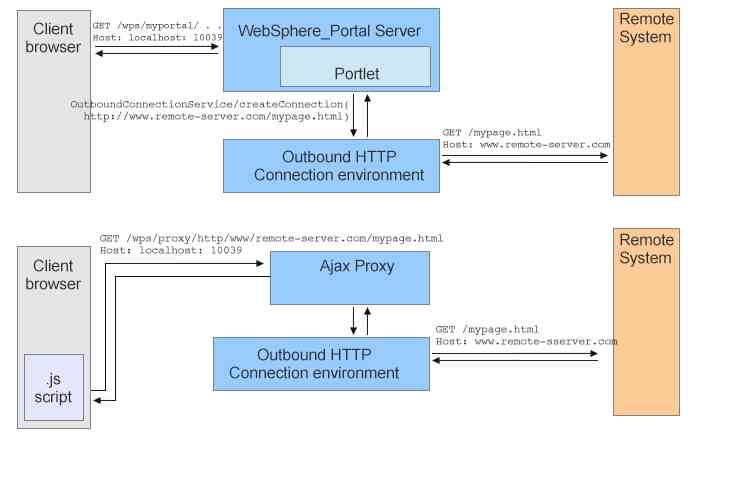 Client
browser
GET /wps/myportal/ . .
Host: localhost: 10039
WebSphere_Portal Server
Portlet
Remote
System
OutboundConnectionService/createConnection(
http://www.remote-server.com/mypage.html)
Outbound HTTP
Connection environment
GET /mypage.html
Host: www.remote-server.com
GET /wps/proxy/http/www/remote-server.com/mypage.html
Host: localhost: 10039
Client
browser
Ajax Proxy
Remote
System
.js
script
Outbound HTTP
Connection environment
GET /mypage.html
Host: www.remote-sserver.com